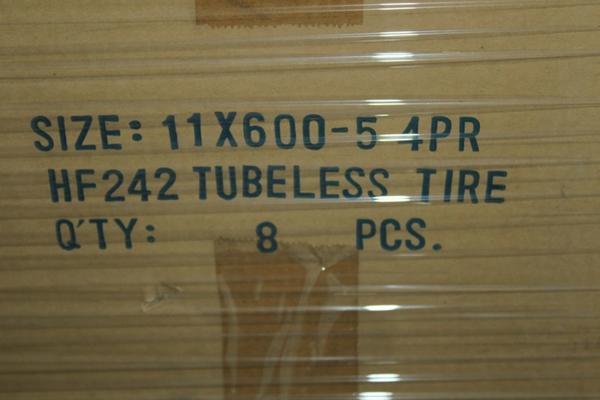 SIZE: 11X600-5 4PR
HF242 TUBELESS TIRE
Q'TY: 8 PCS.